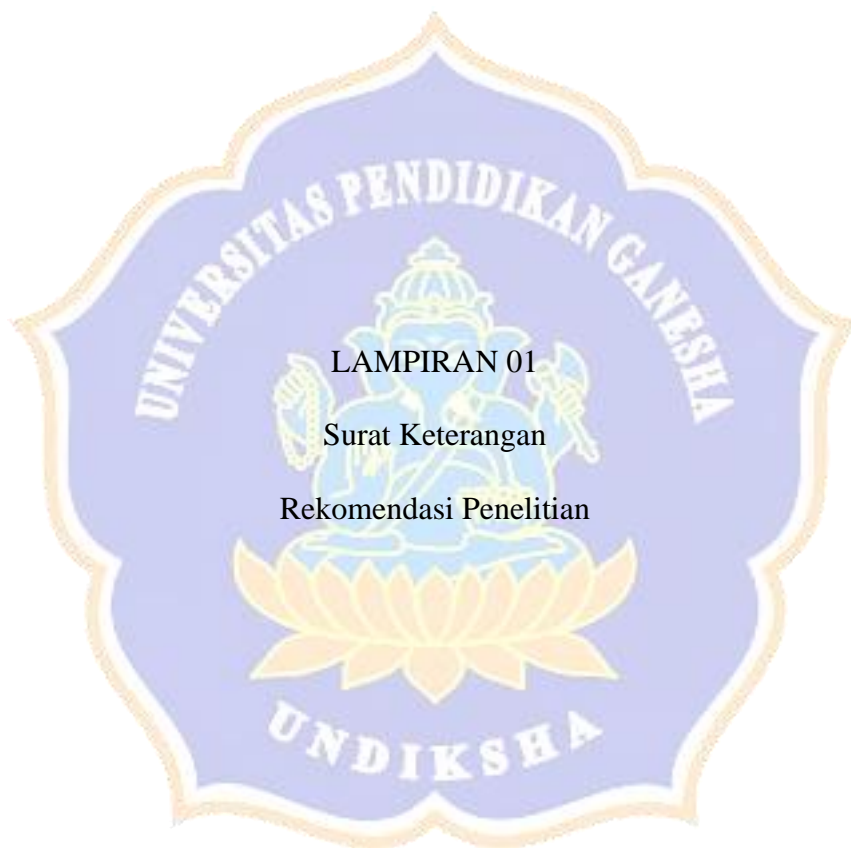 UNIVERSITAS PENDIDIKAN GANESHA
LAMPIRAN 01
Surat Keterangan
Rekomendasi Penelitian
UNDIKSHA